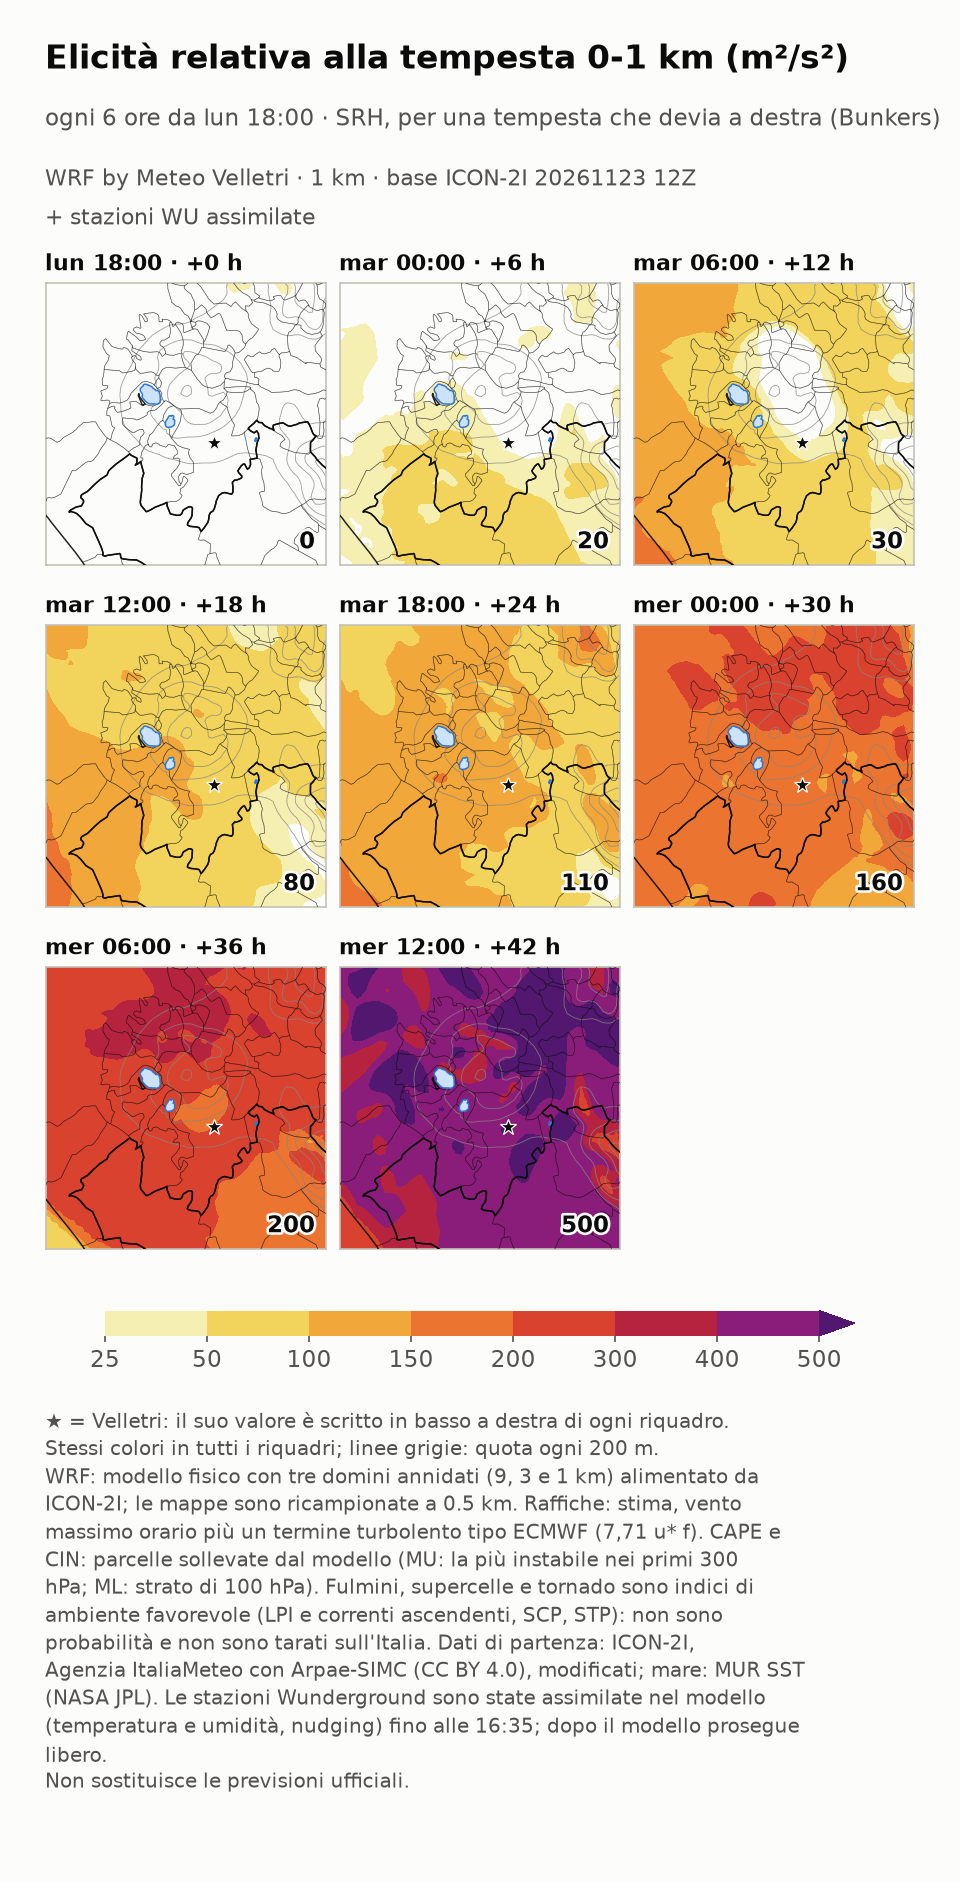 Elicità relativa alla tempesta 0-1 km (m²/s²)
ogni 6 ore da lun 18:00 · SRH, per una tempesta che devia a destra (Bunkers)
WRF by Meteo Velletri · 1 km · base ICON-2I 20261123 12Z
+ stazioni WU assimilate
lun 18:00 · +0 h
mar 00:00 · +6 h
mar 06:00 · +12 h
0
20
30
mar 12:00 · +18 h
mar 18:00 · +24 h
mer 00:00 · +30 h
80
110
160
mer 06:00 · +36 h
mer 12:00 · +42 h
200
500
25 50 100 150 200 300 400 500
★ = Velletri: il suo valore è scritto in basso a destra di ogni riquadro.
Stessi colori in tutti i riquadri; linee grigie: quota ogni 200 m.
WRF: modello fisico con tre domini annidati (9, 3 e 1 km) alimentato da
ICON-2I; le mappe sono ricampionate a 0.5 km. Raffiche: stima, vento
massimo orario più un termine turbolento tipo ECMWF (7,71 u* f). CAPE e
CIN: parcelle sollevate dal modello (MU: la più instabile nei primi 300
hPa; ML: strato di 100 hPa). Fulmini, supercelle e tornado sono indici di
ambiente favorevole (LPI e correnti ascendenti, SCP, STP): non sono
probabilità e non sono tarati sull'Italia. Dati di partenza: ICON-2I,
Agenzia ItaliaMeteo con Arpae-SIMC (CC BY 4.0), modificati; mare: MUR SST
(NASA JPL). Le stazioni Wunderground sono state assimilate nel modello
(temperatura e umidità, nudging) fino alle 16:35; dopo il modello prosegue
libero.
Non sostituisce le previsioni ufficiali.